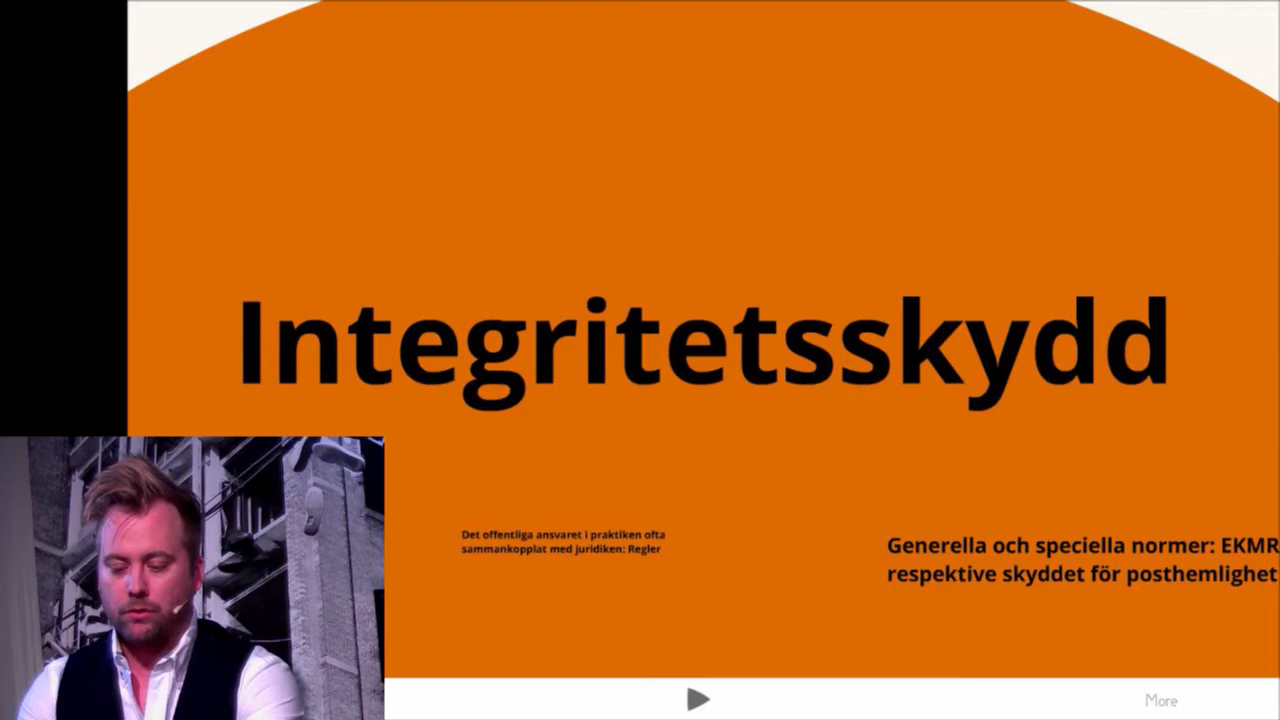 Integritetsskydd
Det offentliga ansvaret i praktiken ofta
sammankopplat med juridiken: Regler
Generella och speciella normer: EKMR
respektive skyddet för posthemlighet
More